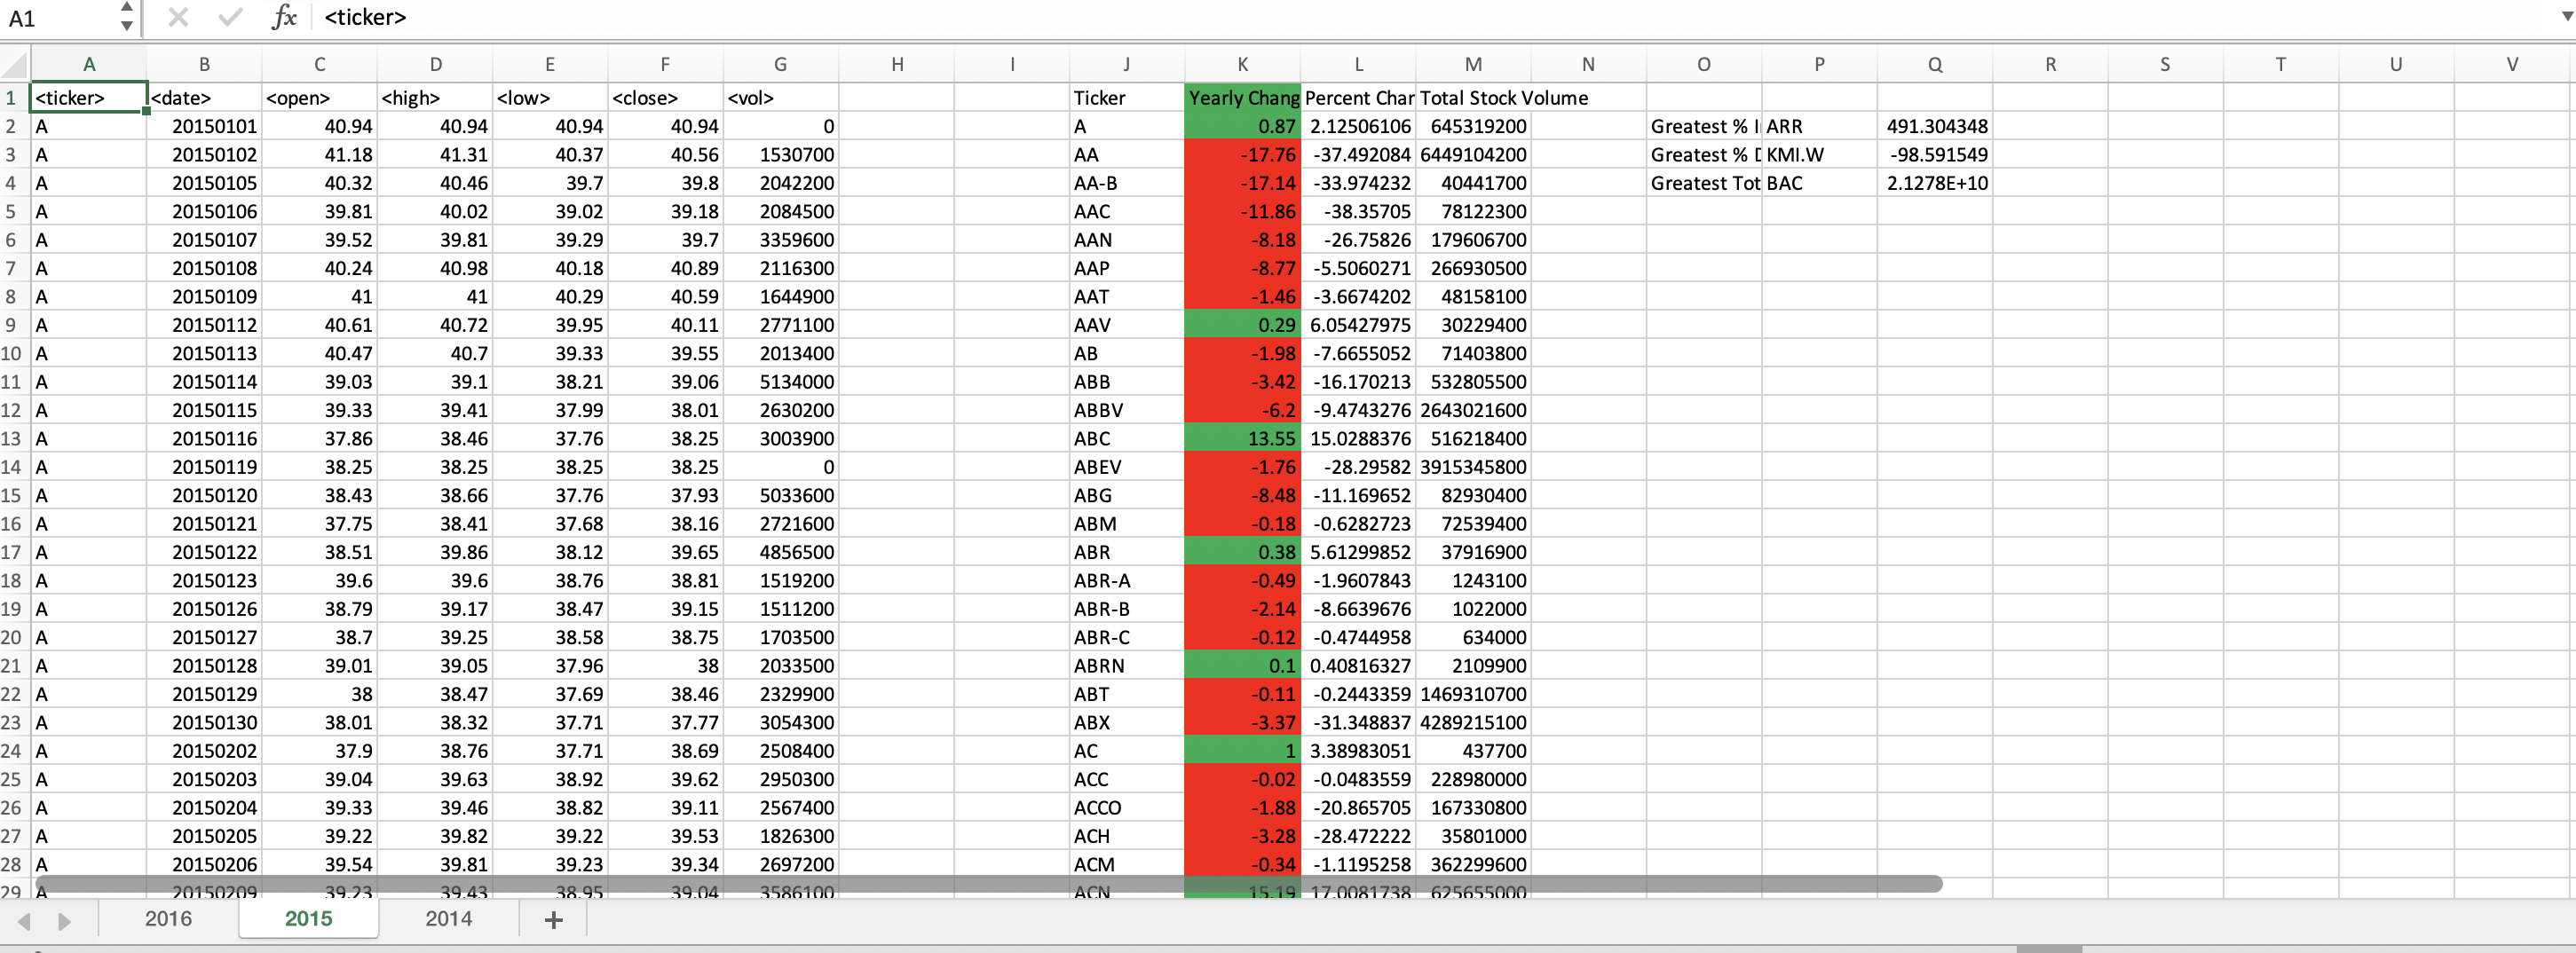 A1 fx <ticker>
A B C D E F G H I J K L M N O P Q R S T U V
1 <ticker> <date> <open> <high> <low> <close> <vol> Ticker Yearly Chang Percent Char Total Stock Volume
2 A 20150101 40.94 40.94 40.94 40.94 0 A 0.87 2.12506106 645319200 Greatest % I ARR 491.304348
3 A 20150102 41.18 41.31 40.37 40.56 1530700 AA -17.76 -37.492084 6449104200 Greatest % D KMI.W -98.591549
4 A 20150105 40.32 40.46 39.7 39.8 2042200 AA-B -17.14 -33.974232 40441700 Greatest Tot BAC 2.1278E+10
5 A 20150106 39.81 40.02 39.02 39.18 2084500 AAC -11.86 -38.35705 78122300
6 A 20150107 39.52 39.81 39.29 39.7 3359600 AAN -8.18 -26.75826 179606700
7 A 20150108 40.24 40.98 40.18 40.89 2116300 AAP -8.77 -5.5060271 266930500
8 A 20150109 41 41 40.29 40.59 1644900 AAT -1.46 -3.6674202 48158100
9 A 20150112 40.61 40.72 39.95 40.11 2771100 AAV 0.29 6.05427975 30229400
10 A 20150113 40.47 40.7 39.33 39.55 2013400 AB -1.98 -7.6655052 71403800
11 A 20150114 39.03 39.1 38.21 39.06 5134000 ABB -3.42 -16.170213 532805500
12 A 20150115 39.33 39.41 37.99 38.01 2630200 ABBV -6.2 -9.4743276 2643021600
13 A 20150116 37.86 38.46 37.76 38.25 3003900 ABC 13.55 15.0288376 516218400
14 A 20150119 38.25 38.25 38.25 38.25 0 ABEV -1.76 -28.29582 3915345800
15 A 20150120 38.43 38.66 37.76 37.93 5033600 ABG -8.48 -11.169652 82930400
16 A 20150121 37.75 38.41 37.68 38.16 2721600 ABM -0.18 -0.6282723 72539400
17 A 20150122 38.51 39.86 38.12 39.65 4856500 ABR 0.38 5.61299852 37916900
18 A 20150123 39.6 39.6 38.76 38.81 1519200 ABR-A -0.49 -1.9607843 1243100
19 A 20150126 38.79 39.17 38.47 39.15 1511200 ABR-B -2.14 -8.6639676 1022000
20 A 20150127 38.7 39.25 38.58 38.75 1703500 ABR-C -0.12 -0.4744958 634000
21 A 20150128 39.01 39.05 37.96 38 2033500 ABRN 0.1 0.40816327 2109900
22 A 20150129 38 38.47 37.69 38.46 2329900 ABT -0.11 -0.2443359 1469310700
23 A 20150130 38.01 38.32 37.71 37.77 3054300 ABX -3.37 -31.348837 4289215100
24 A 20150202 37.9 38.76 37.71 38.69 2508400 AC 1 3.38983051 437700
25 A 20150203 39.04 39.63 38.92 39.62 2950300 ACC -0.02 -0.0483559 228980000
26 A 20150204 39.33 39.46 38.82 39.11 2567400 ACCO -1.88 -20.865705 167330800
27 A 20150205 39.22 39.82 39.22 39.53 1826300 ACH -3.28 -28.472222 35801000
28 A 20150206 39.54 39.81 39.23 39.34 2697200 ACM -0.34 -1.1195258 362299600
29 A 20150209 39.23 39.43 38.95 39.04 3586100 ACN 15.19 17.0081738 625655000
2016 2015 2014 +